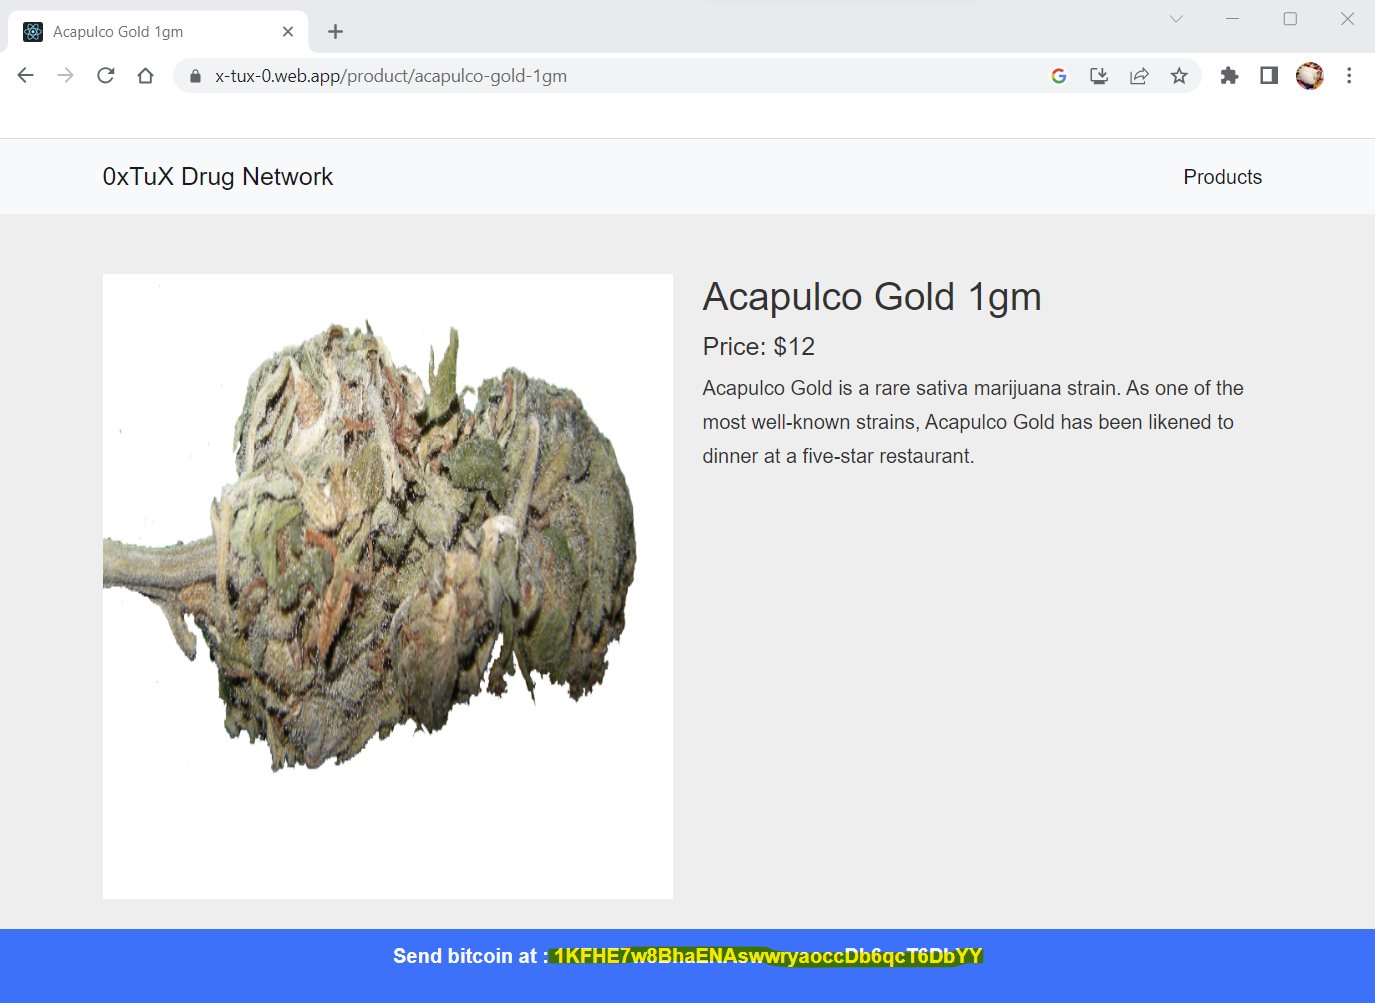 Acapulco Gold 1gm
x-tux-0.web.app/product/acapulco-gold-1gm
0xTuX Drug Network
Products
Acapulco Gold 1gm
Price: $12
Acapulco Gold is a rare sativa marijuana strain. As one of the
most well-known strains, Acapulco Gold has been likened to
dinner at a five-star restaurant.
Send bitcoin at : 1KFHE7w8BhaENAswwryaoccDb6qcT6DbYY